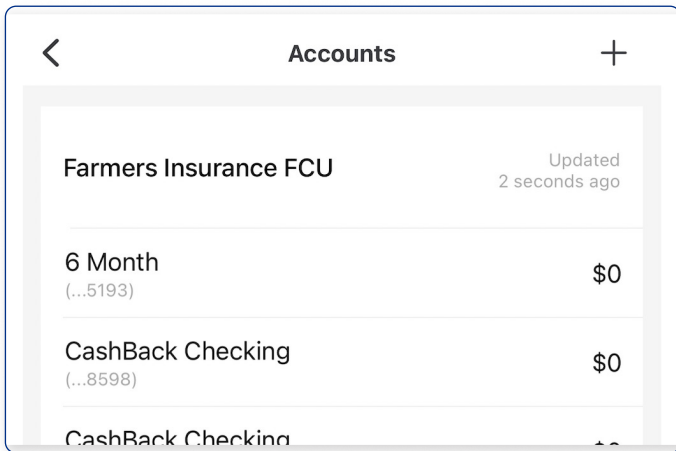 Accounts
Farmers Insurance FCU
Updated
2 seconds ago
6 Month
$0
(...5193)
CashBack Checking
$0
(...8598)
CashBack Checking